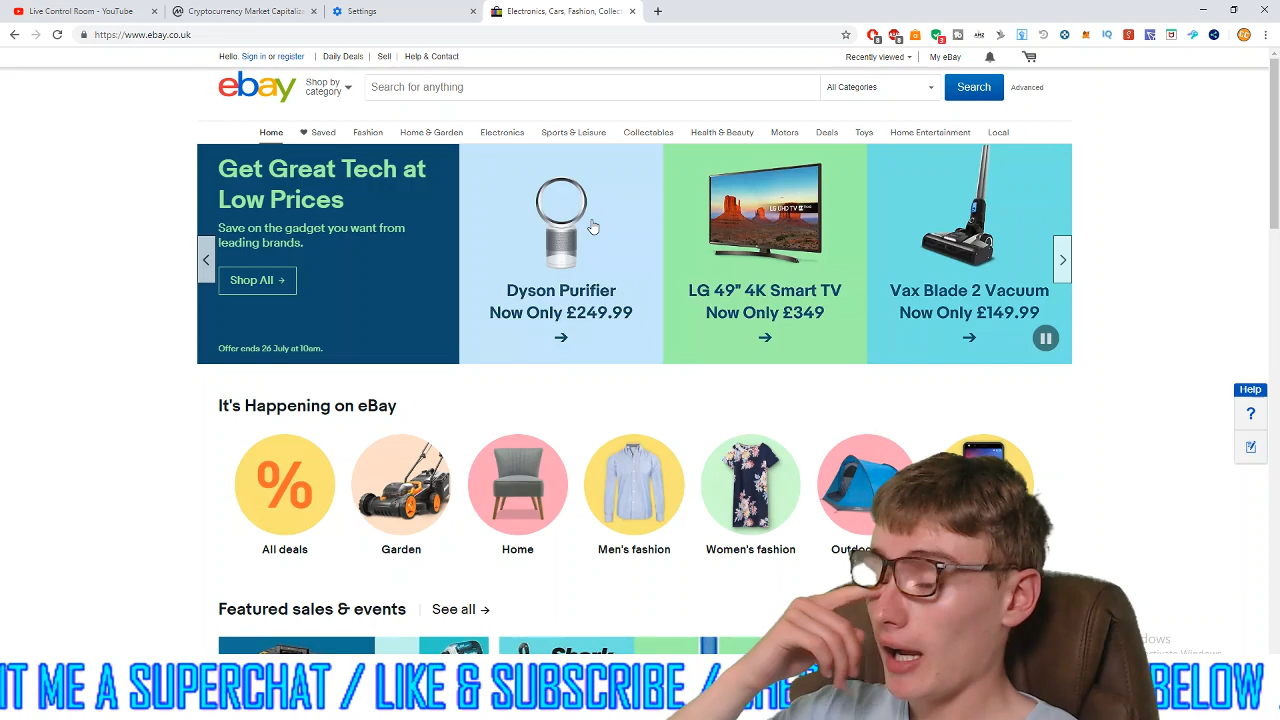 Live Control Room - YouTube
Cryptocurrency Market Capitaliz
Settings
Electronics, Cars, Fashion, Collect
https://www.ebay.co.uk
Hello. Sign in or register
Daily Deals
Sell
Help & Contact
Recently viewed
My eBay
ebay
Shop by
category
Search for anything
All Categories
Search
Advanced
Home
Saved
Fashion
Home & Garden
Electronics
Sports & Leisure
Collectables
Health & Beauty
Motors
Deals
Toys
Home Entertainment
Local
Get Great Tech at
Low Prices
Save on the gadget you want from
leading brands.
Shop All →
Offer ends 26 July at 10am.
Dyson Purifier
Now Only £249.99
→
LG UHD TV
LG 49" 4K Smart TV
Now Only £349
→
Vax Blade 2 Vacuum
Now Only £149.99
→
Help
?
It's Happening on eBay
%
All deals
Garden
Home
Men's fashion
Women's fashion
Featured sales & events
See all →
IT ME A SUPERCHAT / LIKE & SUBSCRIBE / BELOW